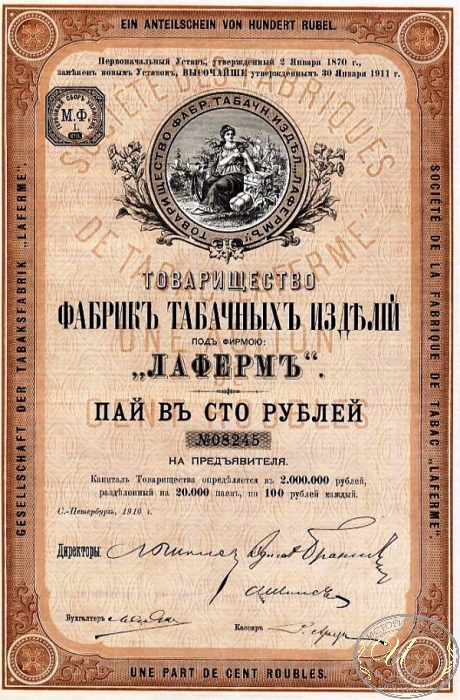 EIN ANTEILSCHEIN VON HUNDERT RUBEL.
Первоначальный Уставъ, утвержденный 2 Января 1870 г.,
замѣненъ новымъ Уставомъ, ВЫСОЧАЙШЕ утвержденнымъ 30 Января 1911 г.
М.Ф.
ТОВАРИЩЕСТВО ФАБР. ТАБАЧН. ИЗДѢЛ. „ЛАФЕРМЪ“
SOCIÉTÉ DES FABRIQUES
DE TABAC „LAFERME“
ТОВАРИЩЕСТВО
ФАБРИКЪ ТАБАЧНЫХЪ ИЗДѢЛІЙ
ПОДЪ ФИРМОЮ:
„ЛАФЕРМЪ“.
ПАЙ ВЪ СТО РУБЛЕЙ
№08245
НА ПРЕДЪЯВИТЕЛЯ.
Капиталъ Товарищества опредѣляется въ 2.000.000 рублей,
раздѣленный на 20.000 паевъ, по 100 рублей каждый.
С.-Петербургъ, 1910 г.
Директоры:
Бухгалтеръ
Кассиръ
UNE PART DE CENT ROUBLES.
GESELLSCHAFT DER TABAKSFABRIK „LAFERME“.
SOCIÉTÉ DE LA FABRIQUE DE TABAC „LAFERME“.